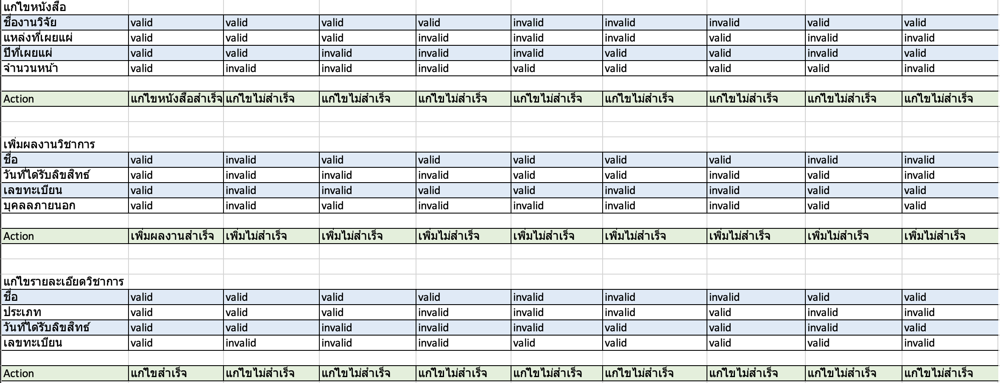 แก้ไขหนังสือ
ชื่องานวิจัย valid valid valid valid invalid invalid invalid valid valid
แหล่งที่เผยแผ่ valid valid valid invalid invalid invalid valid invalid invalid
ปีที่เผยแผ่ valid valid invalid invalid invalid valid valid invalid valid
จำนวนหน้า valid invalid invalid invalid valid valid valid valid invalid
Action แก้ไขหนังสือสำเร็จ แก้ไขไม่สำเร็จ แก้ไขไม่สำเร็จ แก้ไขไม่สำเร็จ แก้ไขไม่สำเร็จ แก้ไขไม่สำเร็จ แก้ไขไม่สำเร็จ แก้ไขไม่สำเร็จ แก้ไขไม่สำเร็จ
เพิ่มผลงานวิชาการ
ชื่อ valid invalid valid valid valid valid valid invalid invalid
วันที่ได้รับลิขสิทธ์ valid invalid invalid invalid valid valid invalid valid invalid
เลขทะเบียน valid invalid invalid valid valid invalid invalid valid valid
บุคลลภายนอก valid invalid valid invalid invalid invalid invalid valid valid
Action เพิ่มผลงานสำเร็จ เพิ่มไม่สำเร็จ เพิ่มไม่สำเร็จ เพิ่มไม่สำเร็จ เพิ่มไม่สำเร็จ เพิ่มไม่สำเร็จ เพิ่มไม่สำเร็จ เพิ่มไม่สำเร็จ เพิ่มไม่สำเร็จ
แก้ไขรายละเอียดวิชาการ
ชื่อ valid valid valid valid invalid invalid invalid valid valid
ประเภท valid valid valid invalid invalid invalid valid invalid invalid
วันที่ได้รับลิขสิทธ์ valid valid invalid invalid invalid valid valid invalid valid
เลขทะเบียน valid invalid invalid invalid valid valid valid valid invalid
Action แก้ไขสำเร็จ แก้ไขไม่สำเร็จ แก้ไขไม่สำเร็จ แก้ไขไม่สำเร็จ แก้ไขไม่สำเร็จ แก้ไขไม่สำเร็จ แก้ไขไม่สำเร็จ แก้ไขไม่สำเร็จ แก้ไขไม่สำเร็จ